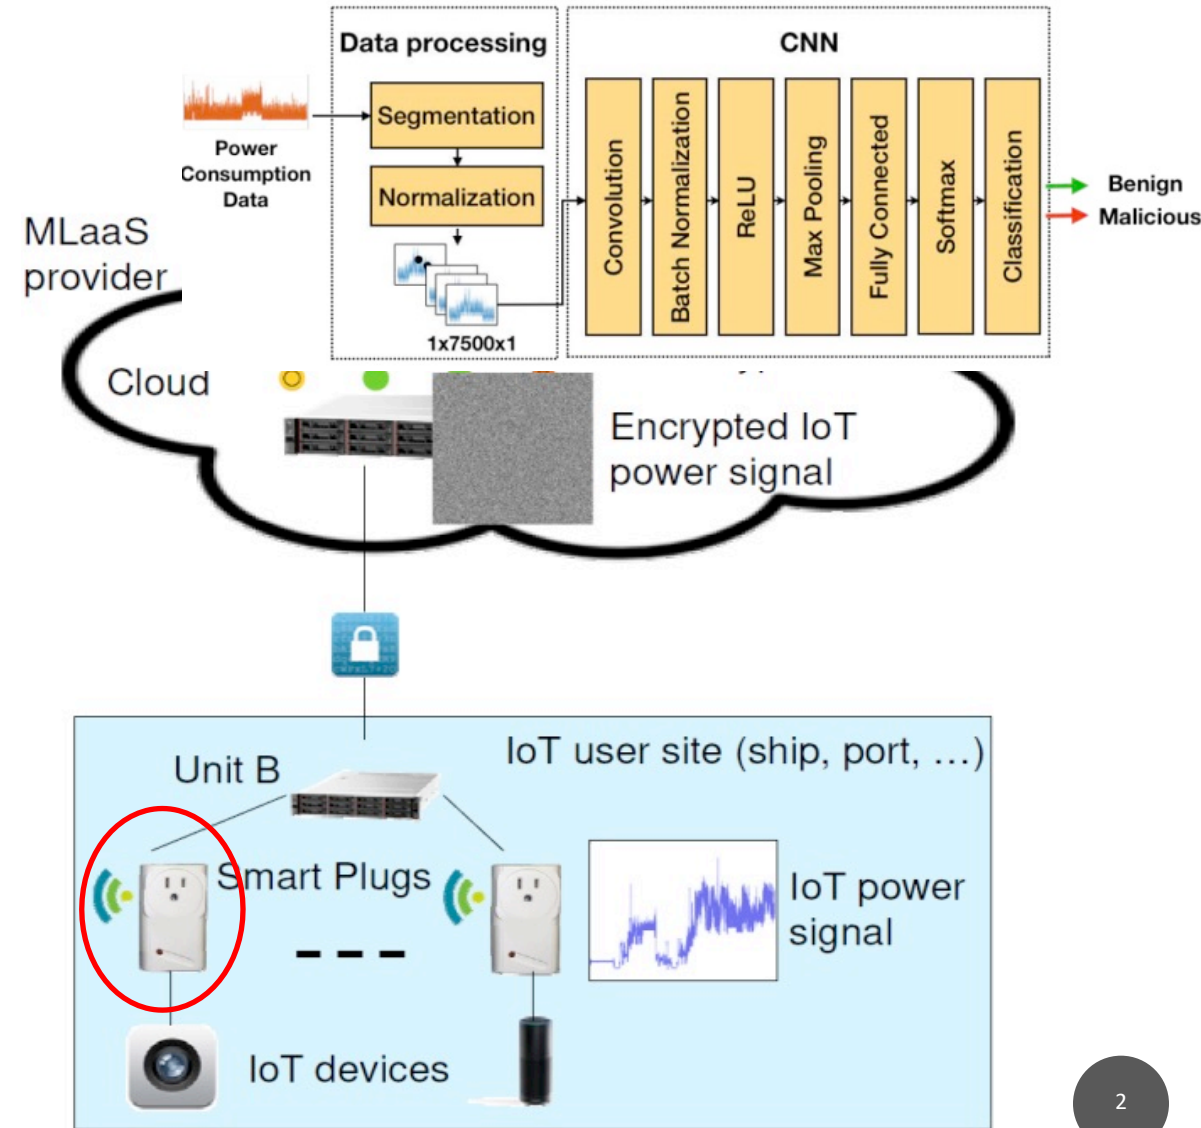 Data processing
CNN
Power
Consumption
Data
Segmentation
Normalization
1x7500x1
Convolution
Batch Normalization
ReLU
Max Pooling
Fully Connected
Softmax
Classification
Benign
Malicious
MLaaS
provider
Cloud
Encrypted IoT
power signal
IoT user site (ship, port, …)
Unit B
Smart Plugs
IoT power
signal
IoT devices
2